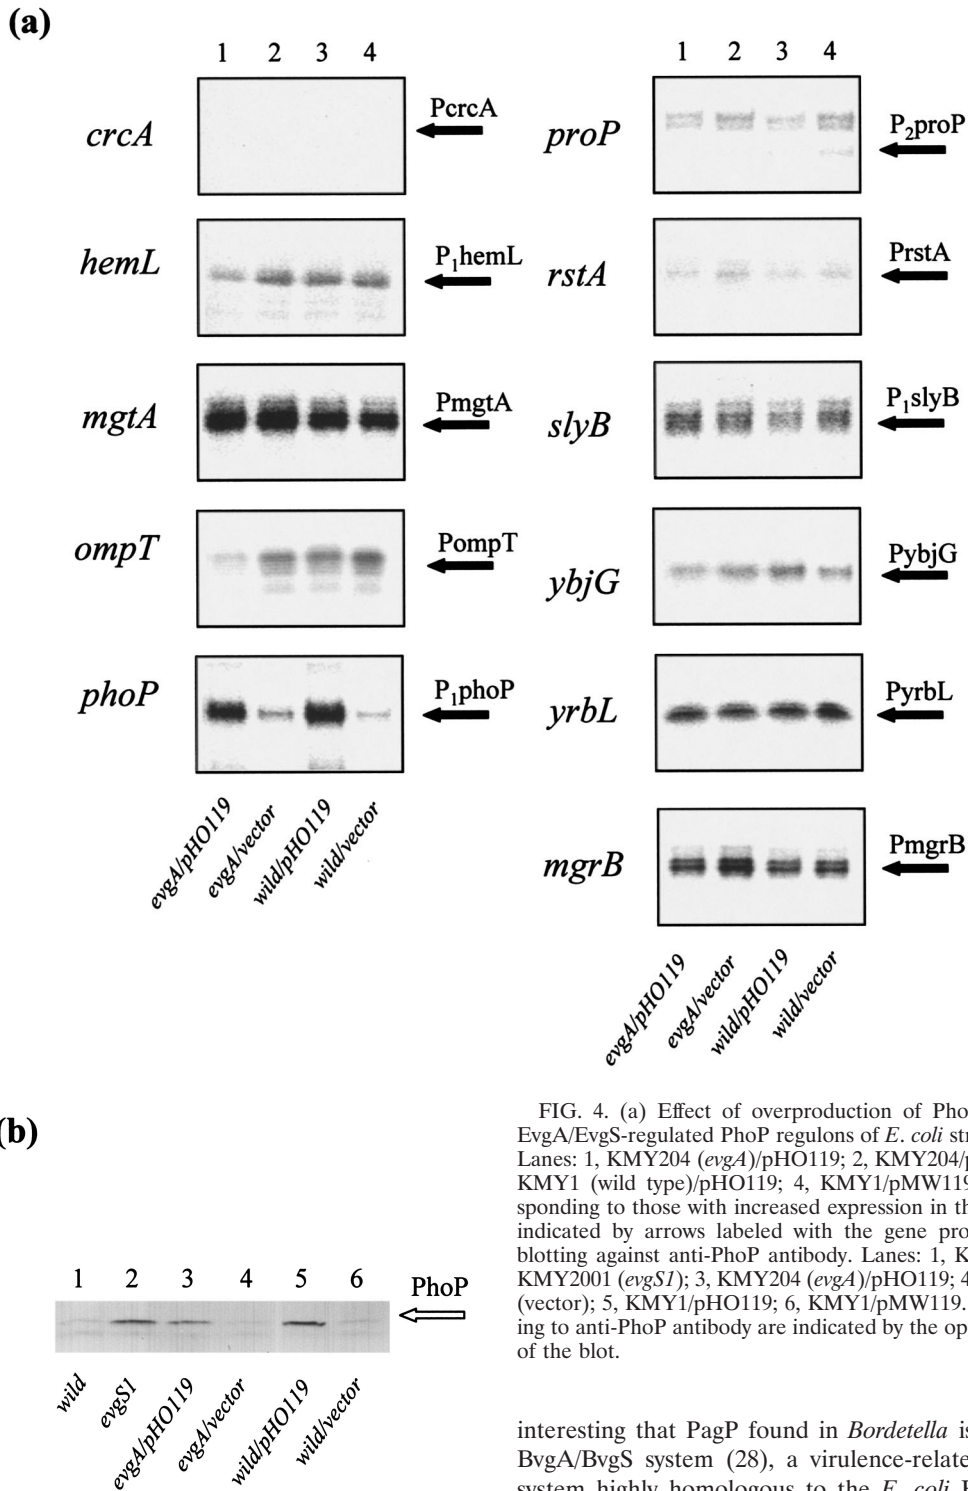 (a)
1 2 3 4
crcA
PcrcA
hemL
P1hemL
mgtA
PmgtA
ompT
PompT
phoP
P1phoP
evgA/pHO119
evgA/vector
wild/pHO119
wild/vector
1 2 3 4
proP
P2proP
rstA
PrstA
slyB
P1slyB
ybjG
PybjG
yrbL
PyrbL
mgrB
PmgrB
evgA/pHO119
evgA/vector
wild/pHO119
wild/vector
(b)
1 2 3 4 5 6
PhoP
wild
evgS1
evgA/pHO119
evgA/vector
wild/pHO119
wild/vector
FIG. 4. (a) Effect of overproduction of Pho
EvgA/EvgS-regulated PhoP regulons of E. coli str
Lanes: 1, KMY204 (evgA)/pHO119; 2, KMY204/p
KMY1 (wild type)/pHO119; 4, KMY1/pMW119
sponding to those with increased expression in th
indicated by arrows labeled with the gene pro
blotting against anti-PhoP antibody. Lanes: 1, K
KMY2001 (evgS1); 3, KMY204 (evgA)/pHO119; 4
(vector); 5, KMY1/pHO119; 6, KMY1/pMW119.
ing to anti-PhoP antibody are indicated by the op
of the blot.
interesting that PagP found in Bordetella is
BvgA/BvgS system (28), a virulence-relate
system highly homologous to the E. coli